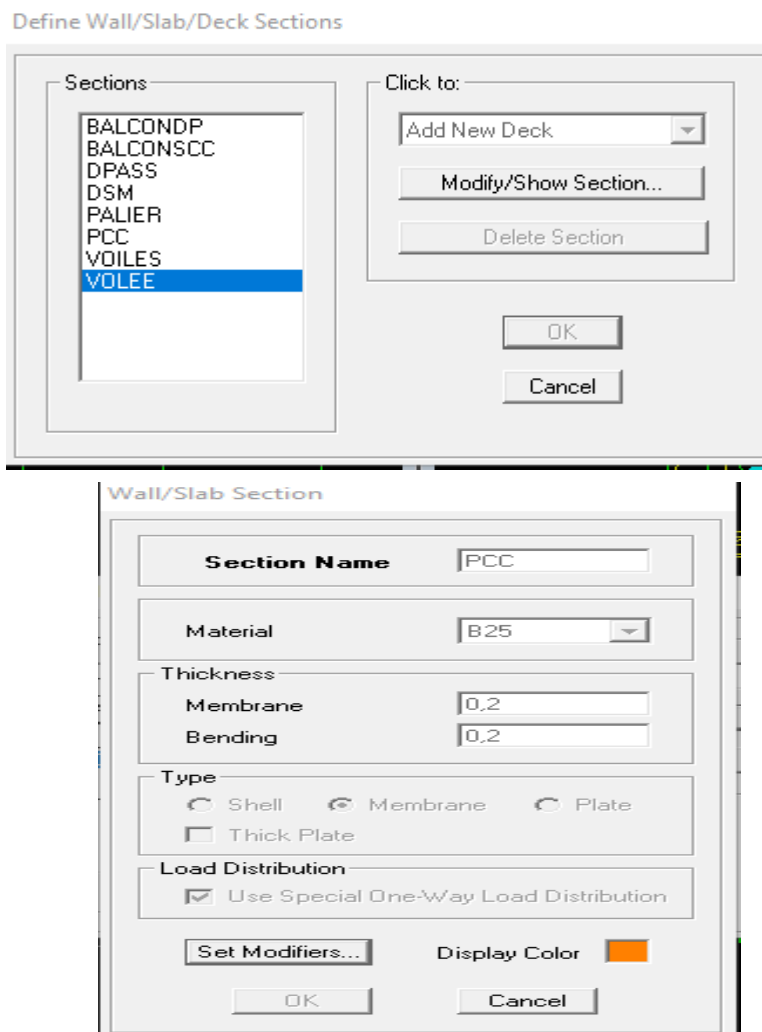 Define Wall/Slab/Deck Sections
Sections
BALCONDP
BALCONSCC
DPASS
DSM
PALIER
PCC
VOILES
VOLEE
Click to:
Add New Deck
Modify/Show Section...
Delete Section
OK
Cancel
Wall/Slab Section
Section Name PCC
Material B25
Thickness
Membrane 0,2
Bending 0,2
Type
Shell Membrane Plate
Thick Plate
Load Distribution
Use Special One-Way Load Distribution
Set Modifiers... Display Color
OK Cancel